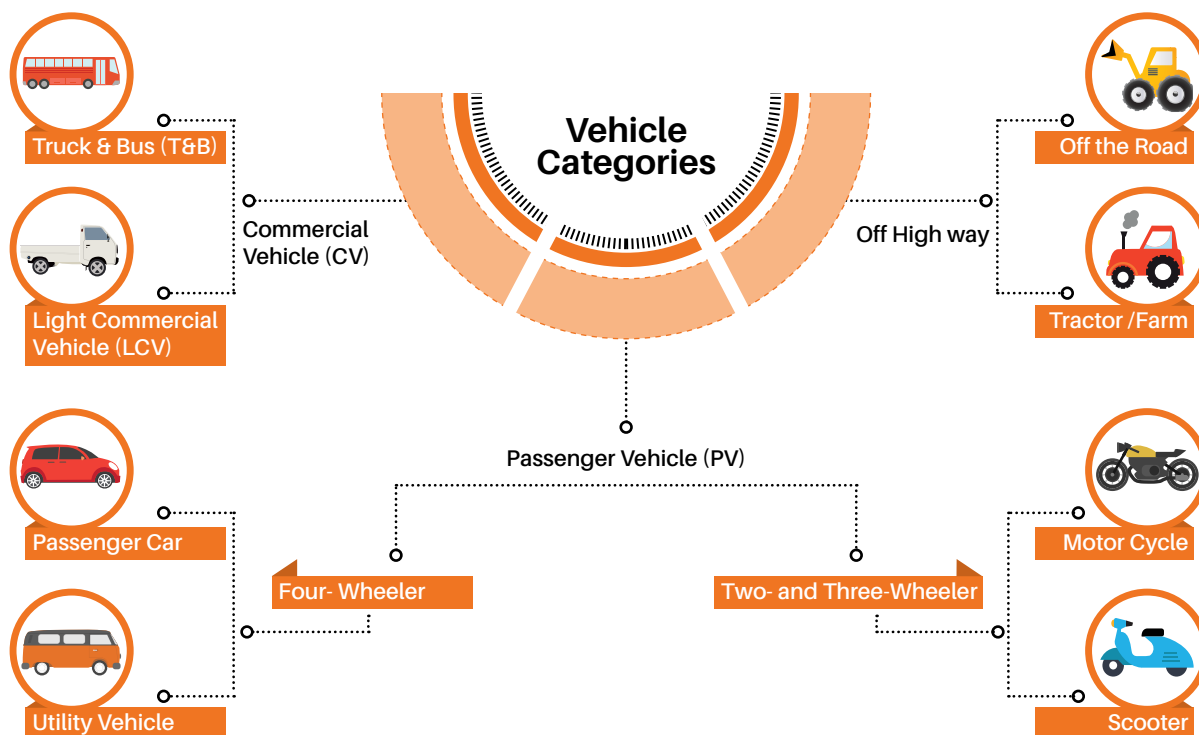 Vehicle
Categories
Truck & Bus (T&B)
Light Commercial
Vehicle (LCV)
Commercial
Vehicle (CV)
Off the Road
Tractor /Farm
Off High way
Passenger Vehicle (PV)
Four- Wheeler
Passenger Car
Utility Vehicle
Two- and Three-Wheeler
Motor Cycle
Scooter